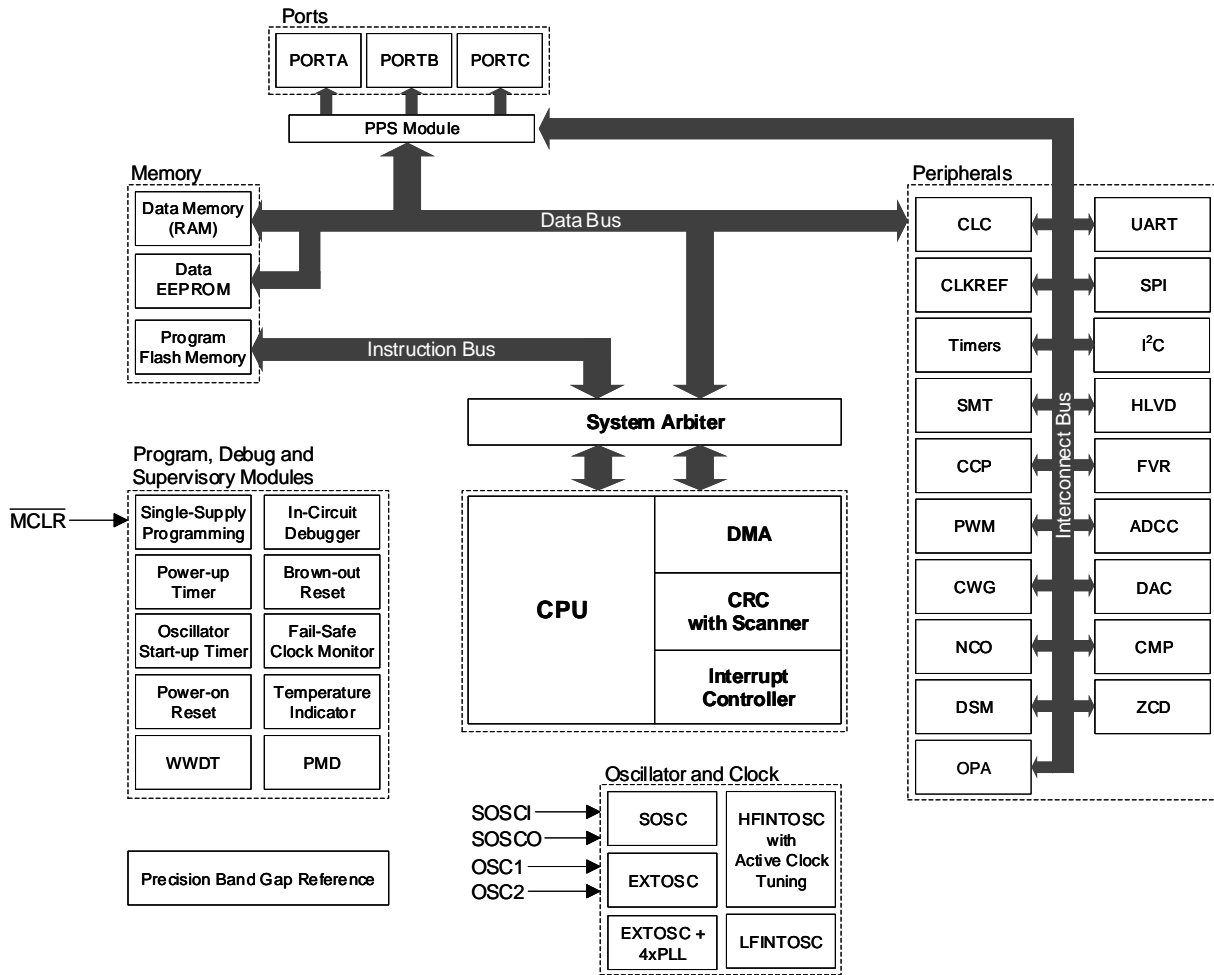 Ports
PORTA
PORTB
PORTC
PPS Module
Memory
Data Memory
(RAM)
Data
EEPROM
Program
Flash Memory
Data Bus
Instruction Bus
System Arbiter
CPU
DMA
CRC
with Scanner
Interrupt
Controller
Peripherals
CLC
UART
CLKREF
SPI
Timers
I²C
SMT
HLVD
CCP
FVR
PWM
ADCC
CWG
DAC
NCO
CMP
DSM
ZCD
OPA
Interconnect Bus
Program, Debug and
Supervisory Modules
MCLR
Single-Supply
Programming
In-Circuit
Debugger
Power-up
Timer
Brown-out
Reset
Oscillator
Start-up Timer
Fail-Safe
Clock Monitor
Power-on
Reset
Temperature
Indicator
WWDT
PMD
Precision Band Gap Reference
Oscillator and Clock
SOSCI
SOSCO
OSC1
OSC2
SOSC
HFINTOSC
with
Active Clock
Tuning
EXTOSC
EXTOSC +
4xPLL
LFINTOSC